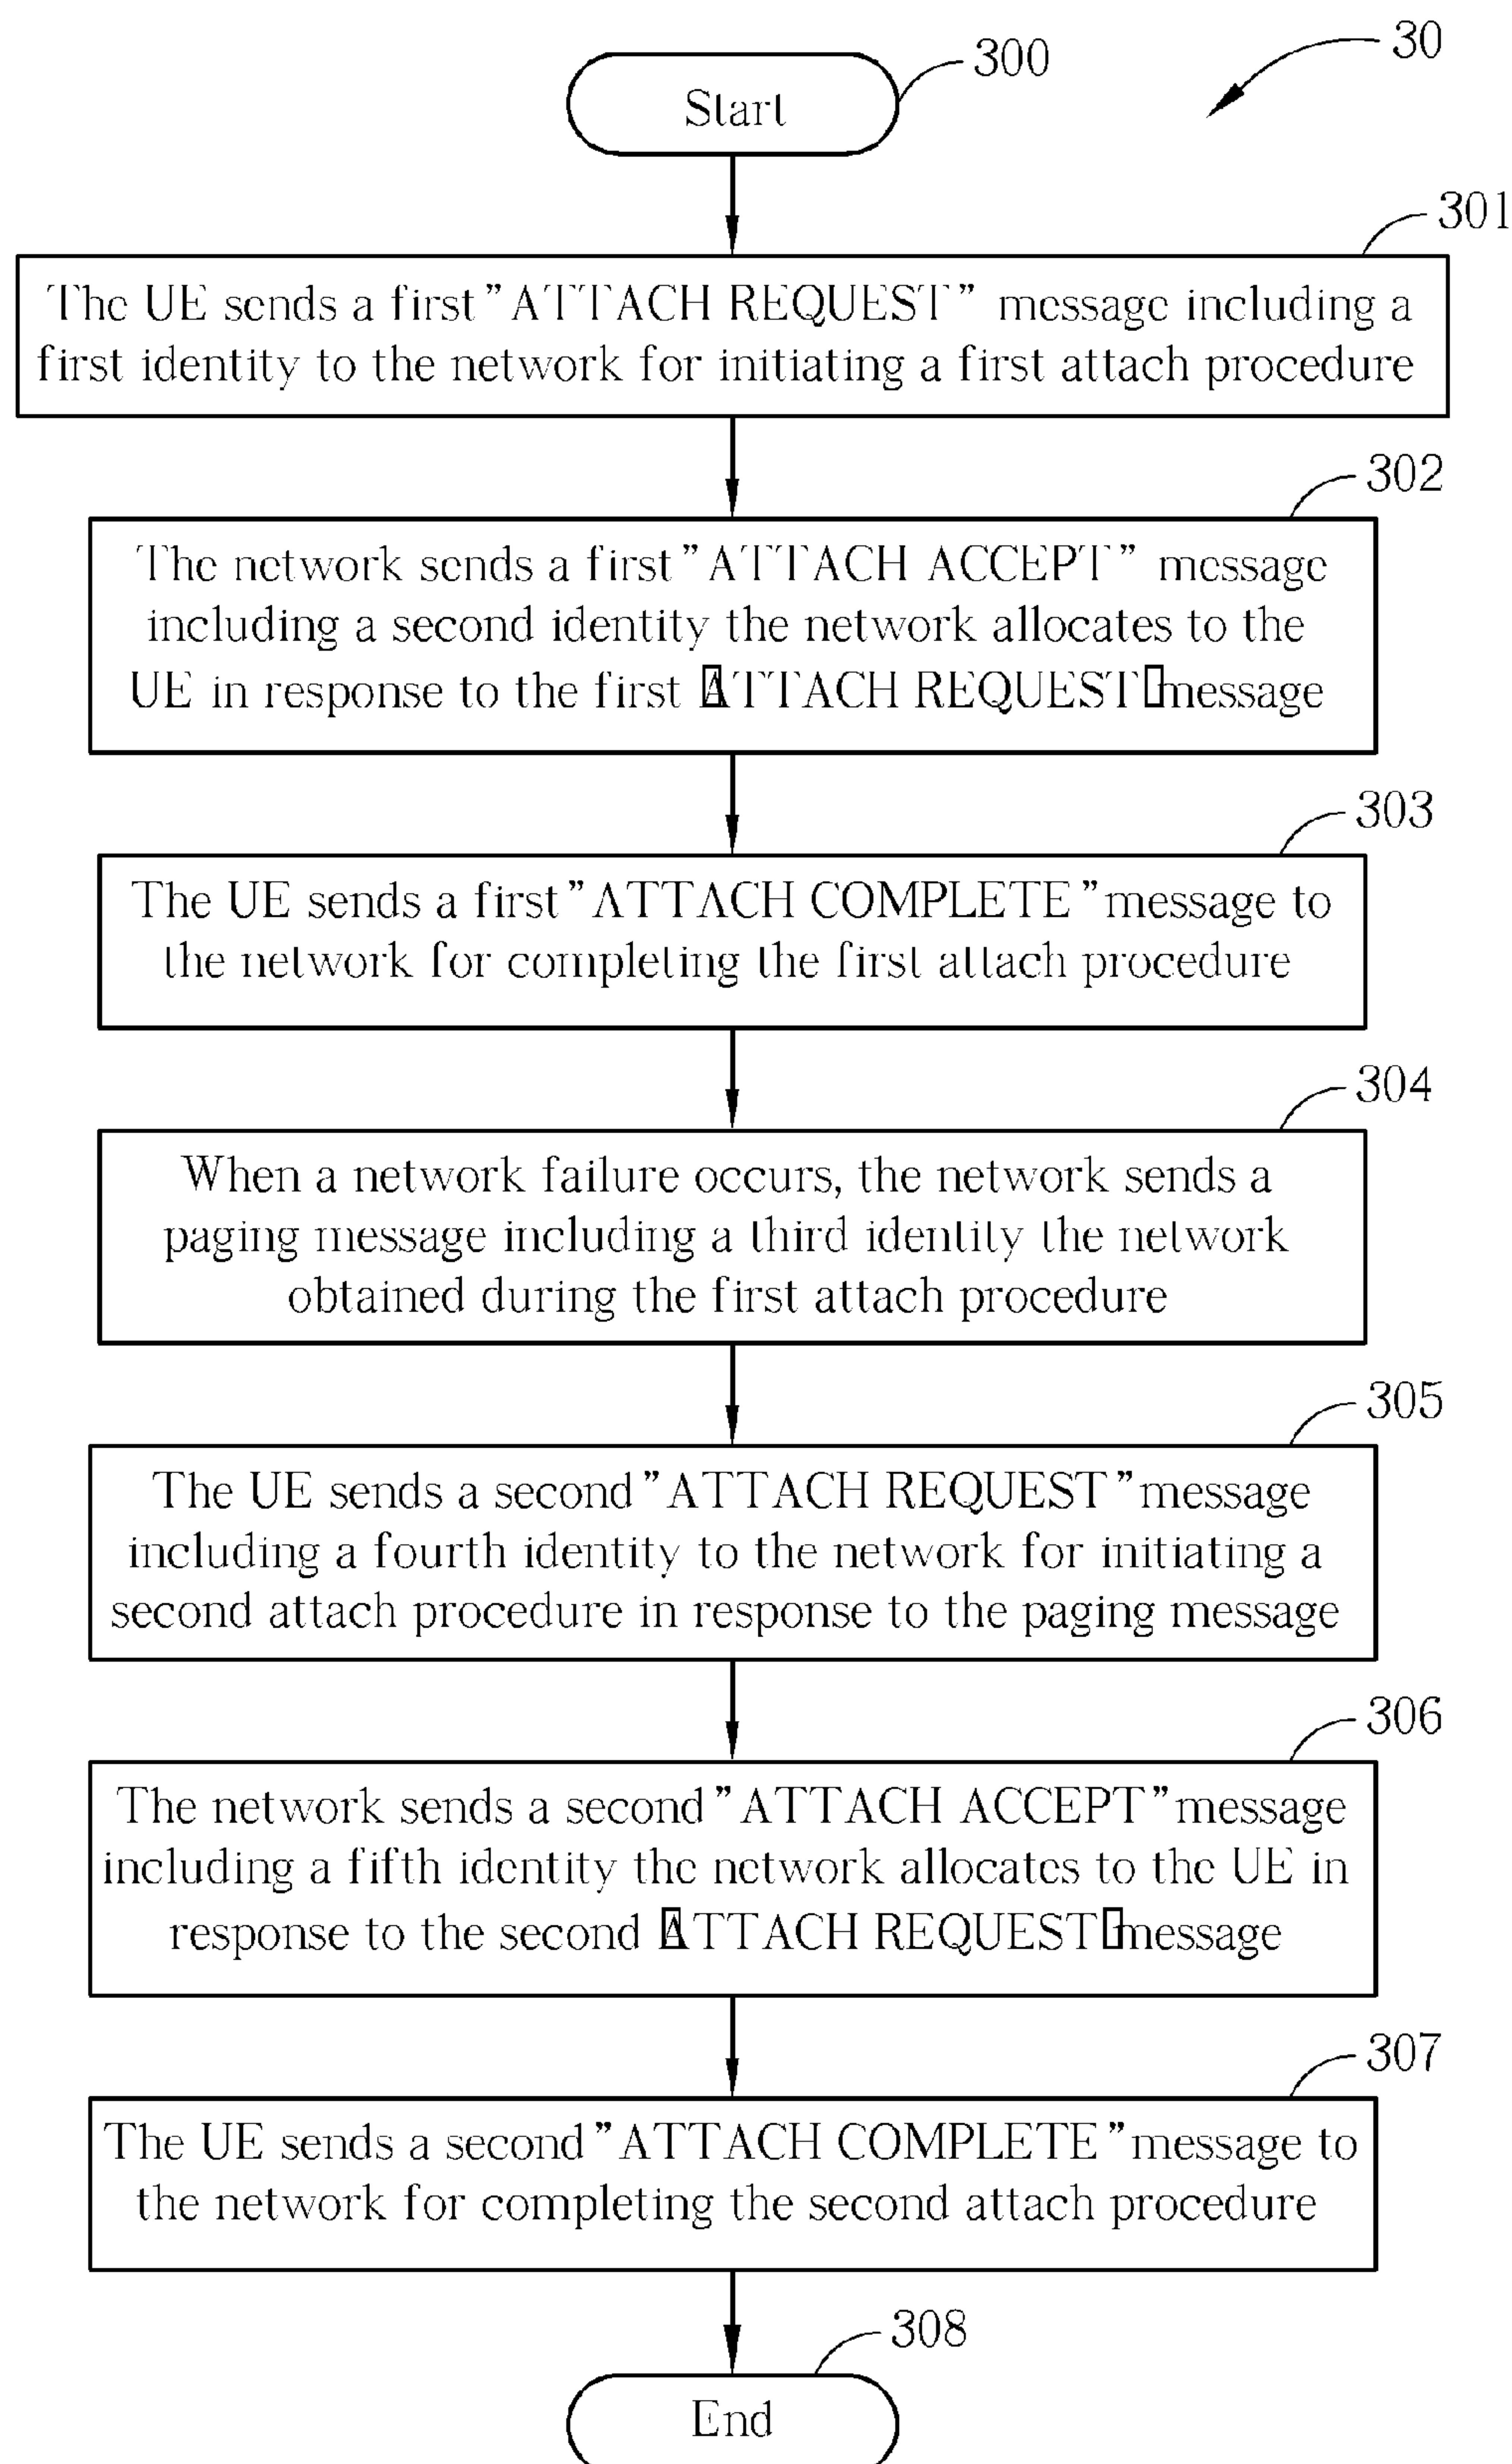 30
300
Start
301
The UE sends a first ”ATTACH REQUEST” message including a
first identity to the network for initiating a first attach procedure
302
The network sends a first ”ATTACH ACCEPT” message
including a second identity the network allocates to the
UE in response to the first ATTACH REQUEST message
303
The UE sends a first ”ATTACH COMPLETE” message to
the network for completing the first attach procedure
304
When a network failure occurs, the network sends a
paging message including a third identity the network
obtained during the first attach procedure
305
The UE sends a second ”ATTACH REQUEST” message
including a fourth identity to the network for initiating a
second attach procedure in response to the paging message
306
The network sends a second ”ATTACH ACCEPT” message
including a fifth identity the network allocates to the UE in
response to the second ATTACH REQUEST message
307
The UE sends a second ”ATTACH COMPLETE” message to
the network for completing the second attach procedure
308
End